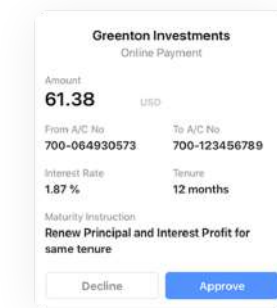 Greenton Investments
Online Payment
Amount
61.38 USD
From A/C No To A/C No
700-064930573 700-123456789
Interest Rate Tenure
1.87 % 12 months
Maturity Instruction
Renew Principal and Interest Profit for
same tenure
Decline Approve